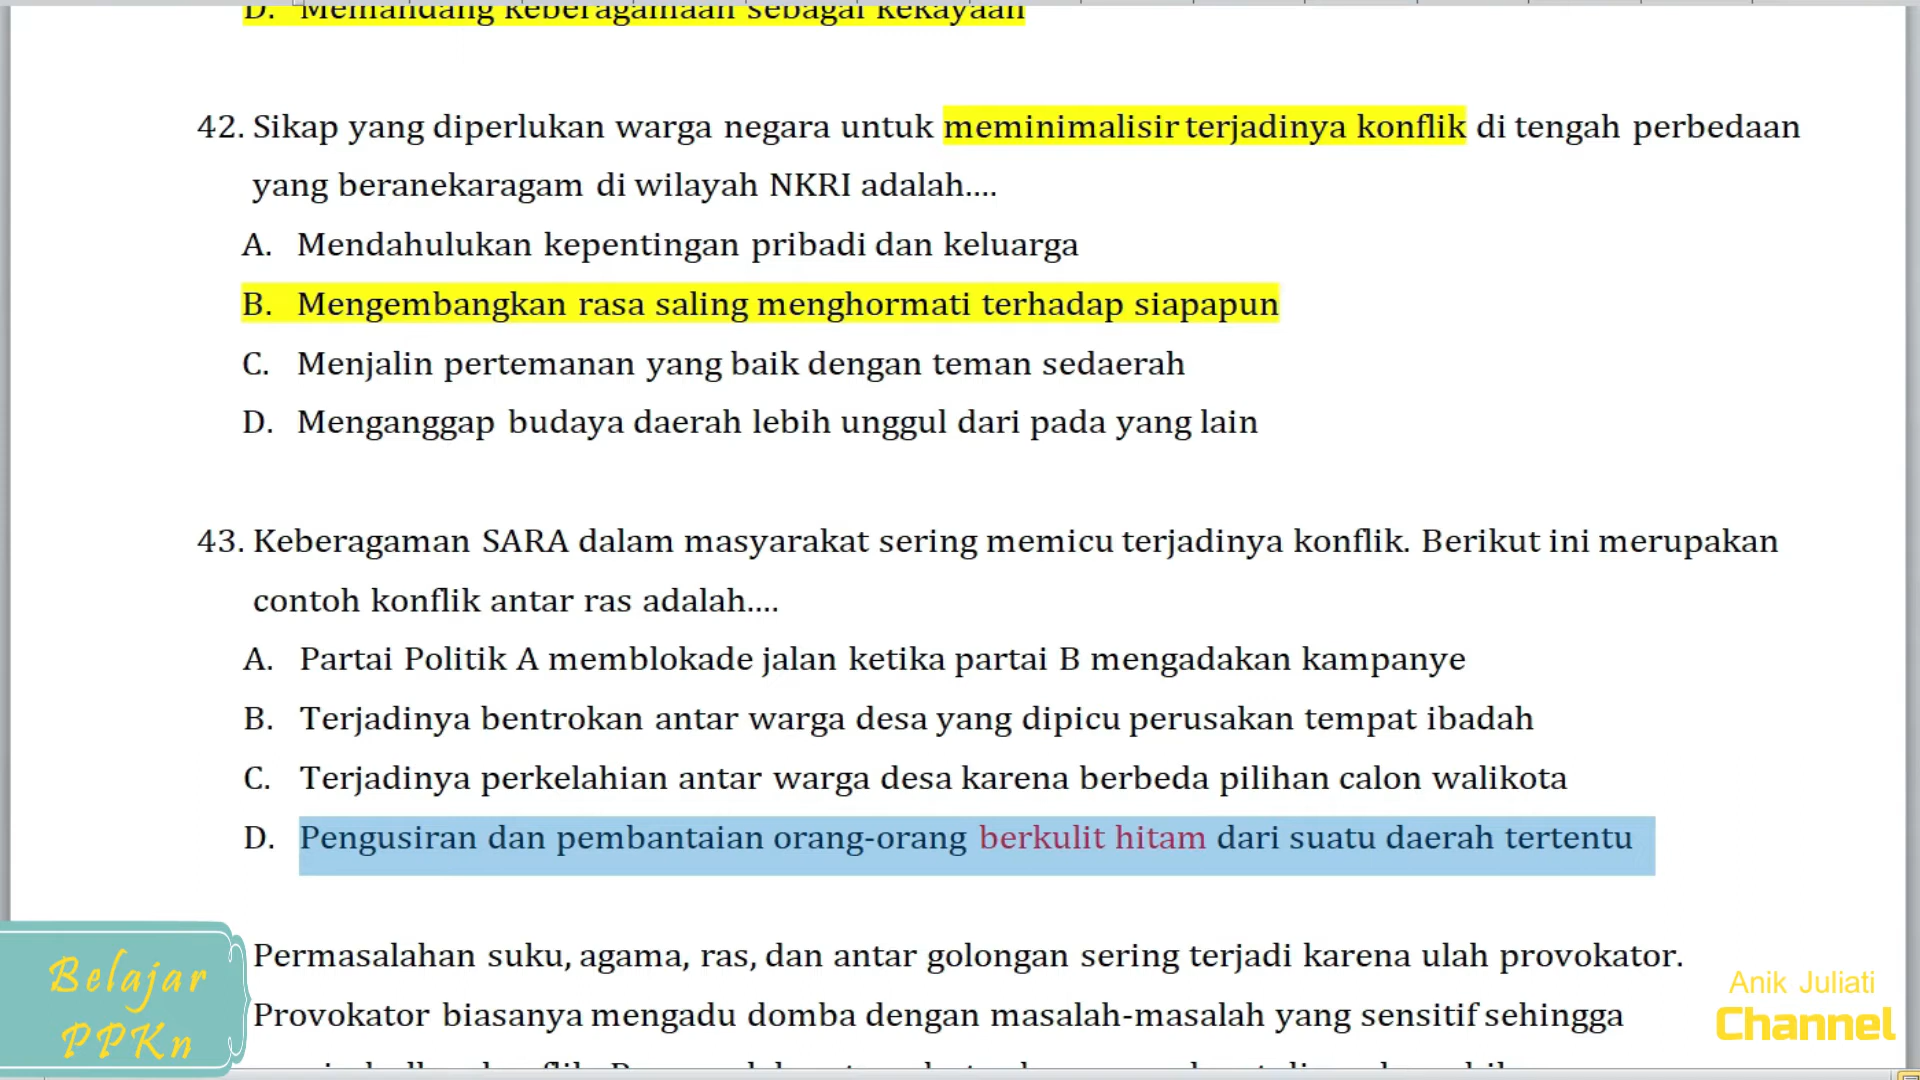 D. Memandang keberagamaan sebagai kekayaan
42. Sikap yang diperlukan warga negara untuk meminimalisir terjadinya konflik di tengah perbedaan
yang beranekaragam di wilayah NKRI adalah....
A. Mendahulukan kepentingan pribadi dan keluarga
B. Mengembangkan rasa saling menghormati terhadap siapapun
C. Menjalin pertemanan yang baik dengan teman sedaerah
D. Menganggap budaya daerah lebih unggul dari pada yang lain
43. Keberagaman SARA dalam masyarakat sering memicu terjadinya konflik. Berikut ini merupakan
contoh konflik antar ras adalah....
A. Partai Politik A memblokade jalan ketika partai B mengadakan kampanye
B. Terjadinya bentrokan antar warga desa yang dipicu perusakan tempat ibadah
C. Terjadinya perkelahian antar warga desa karena berbeda pilihan calon walikota
D. Pengusiran dan pembantaian orang-orang berkulit hitam dari suatu daerah tertentu
Permasalahan suku, agama, ras, dan antar golongan sering terjadi karena ulah provokator.
Provokator biasanya mengadu domba dengan masalah-masalah yang sensitif sehingga
Belajar
PPKn
Anik Juliati
Channel